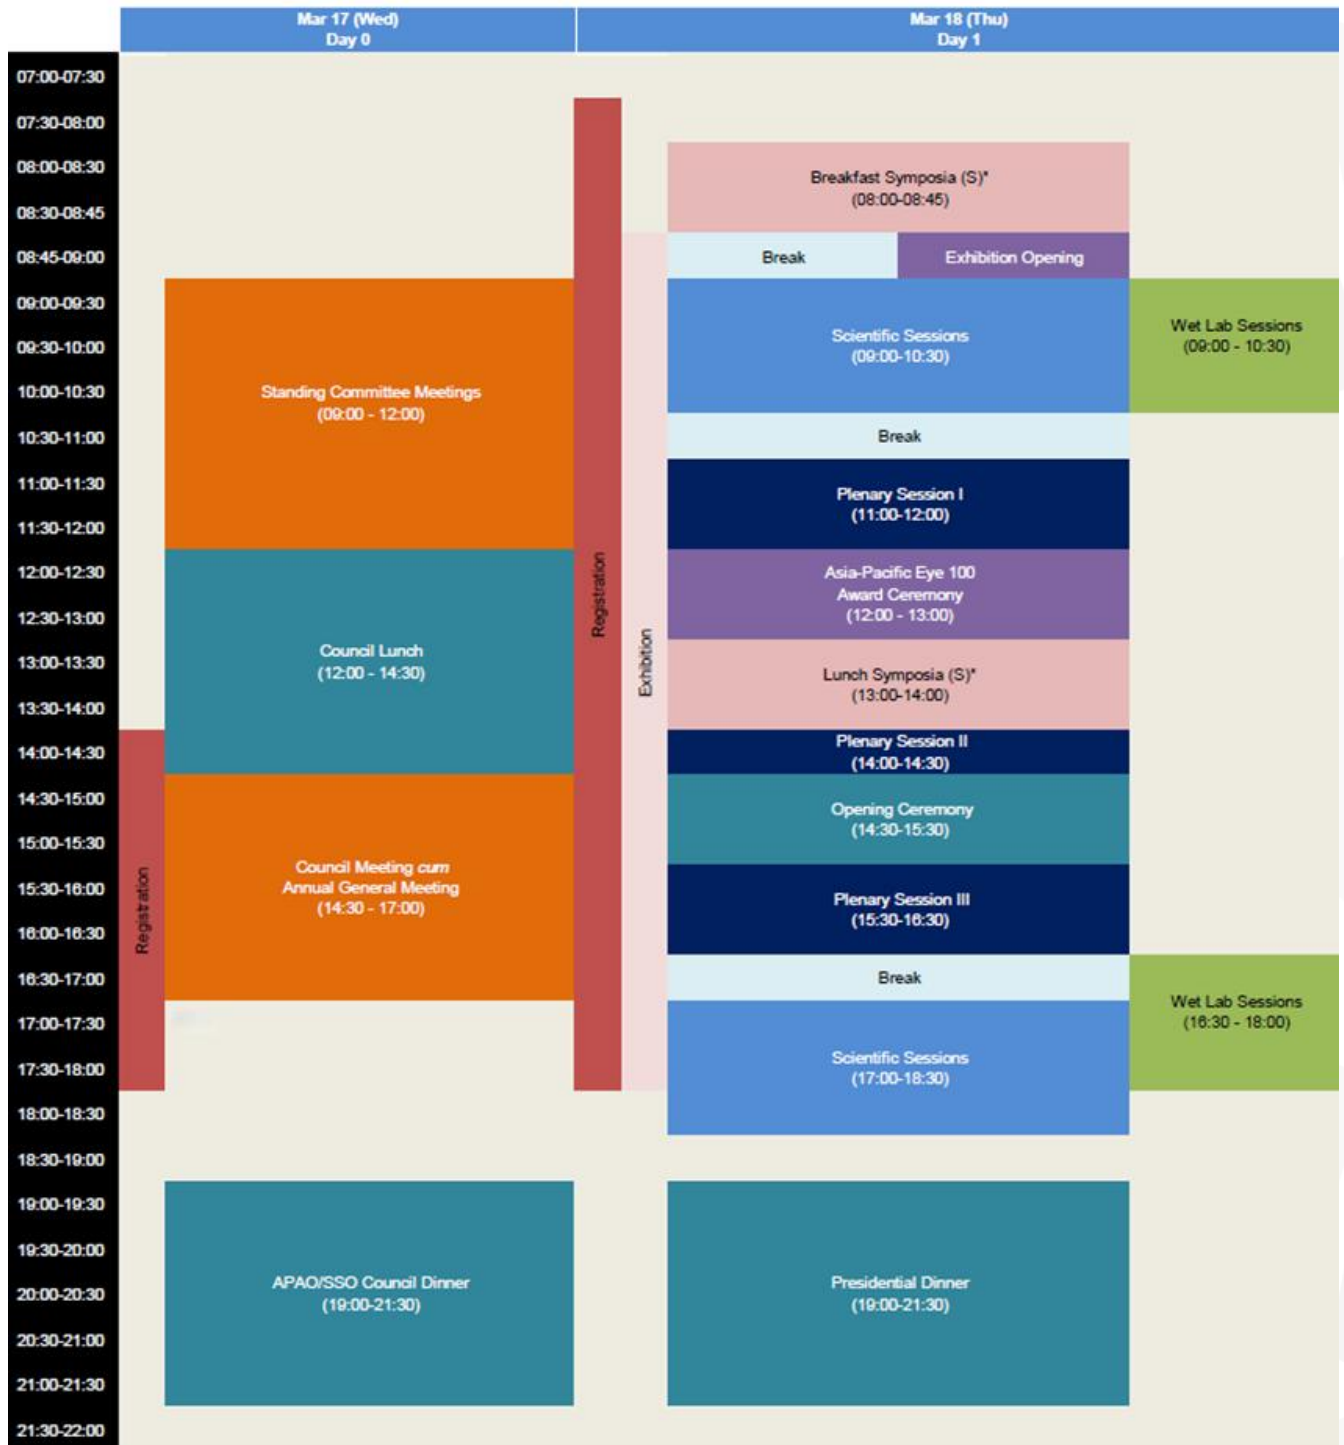 Mar 17 (Wed)
Day 0
Mar 18 (Thu)
Day 1
07:00-07:30
07:30-08:00
08:00-08:30
08:30-08:45
08:45-09:00
09:00-09:30
09:30-10:00
10:00-10:30
10:30-11:00
11:00-11:30
11:30-12:00
12:00-12:30
12:30-13:00
13:00-13:30
13:30-14:00
14:00-14:30
14:30-15:00
15:00-15:30
15:30-16:00
16:00-16:30
16:30-17:00
17:00-17:30
17:30-18:00
18:00-18:30
18:30-19:00
19:00-19:30
19:30-20:00
20:00-20:30
20:30-21:00
21:00-21:30
21:30-22:00
Registration
Standing Committee Meetings
(09:00 - 12:00)
Council Lunch
(12:00 - 14:30)
Council Meeting cum
Annual General Meeting
(14:30 - 17:00)
APAO/SSO Council Dinner
(19:00-21:30)
Registration
Exhibition
Breakfast Symposia (S)*
(08:00-08:45)
Break
Exhibition Opening
Scientific Sessions
(09:00-10:30)
Break
Plenary Session I
(11:00-12:00)
Asia-Pacific Eye 100
Award Ceremony
(12:00 - 13:00)
Lunch Symposia (S)*
(13:00-14:00)
Plenary Session II
(14:00-14:30)
Opening Ceremony
(14:30-15:30)
Plenary Session III
(15:30-16:30)
Break
Scientific Sessions
(17:00-18:30)
Presidential Dinner
(19:00-21:30)
Wet Lab Sessions
(09:00 - 10:30)
Wet Lab Sessions
(16:30 - 18:00)